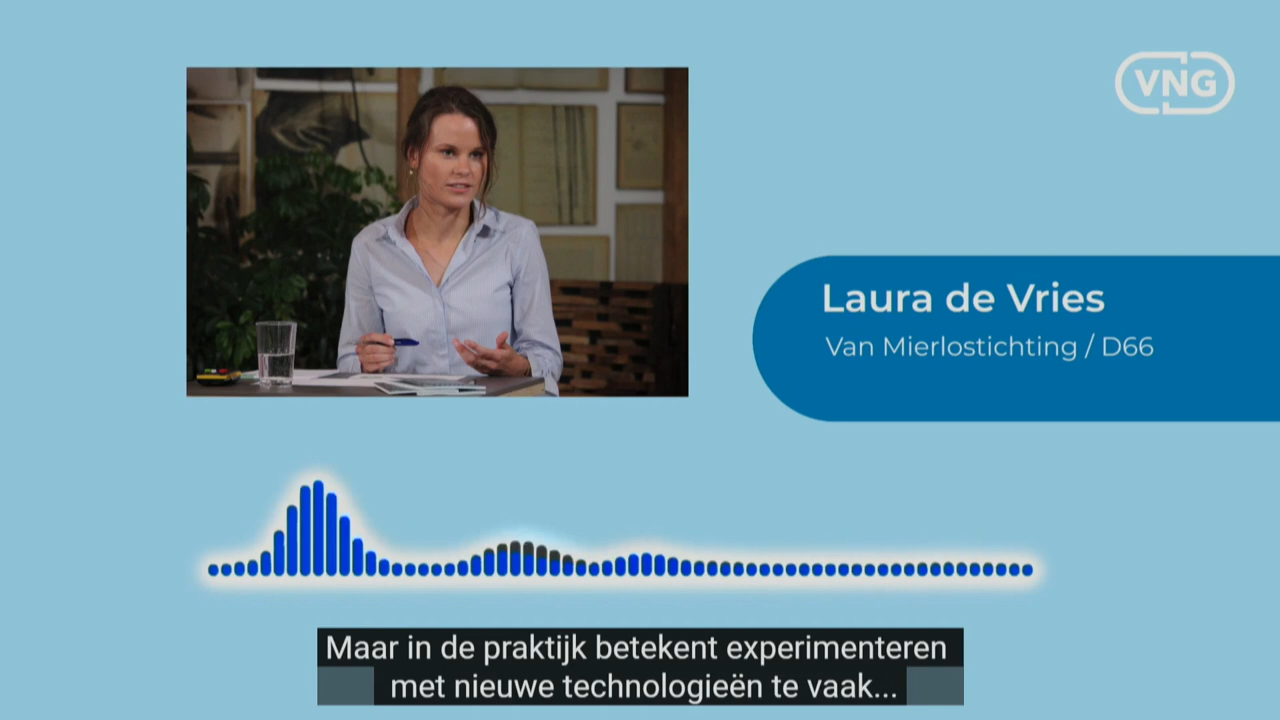 VNG
Laura de Vries
Van Mierlostichting / D66
Maar in de praktijk betekent experimenteren
met nieuwe technologieën te vaak...